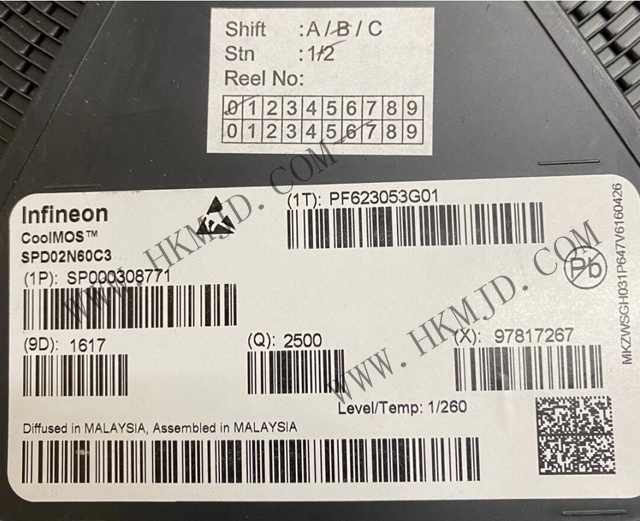 Shift :A/B/C
Stn :1/2
Reel No:
0 1 2 3 4 5 6 7 8 9
0 1 2 3 4 5 6 7 8 9
Infineon
CoolMOS™
SPD02N60C3
(1T): PF623053G01
(1P): SP000308771
(9D): 1617
(Q): 2500
(X): 97817267
Level/Temp: 1/260
Diffused in MALAYSIA, Assembled in MALAYSIA
Pb
MKZWSGH031P647V6160426
WWW.HKMJD.COM
WWW.HKMJD.COM